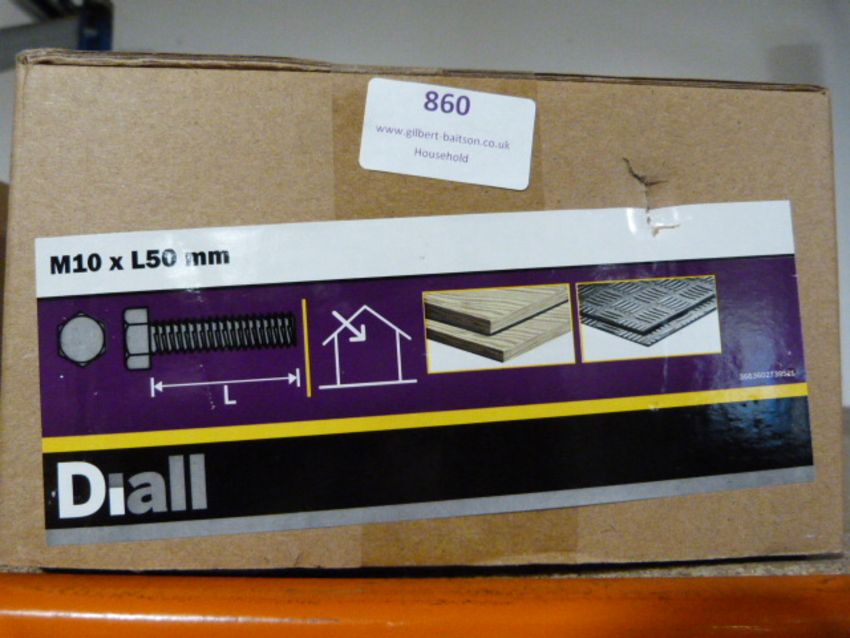 860
www.gilbert-baitson.co.uk
Household
M10 x L50 mm
L
Diall